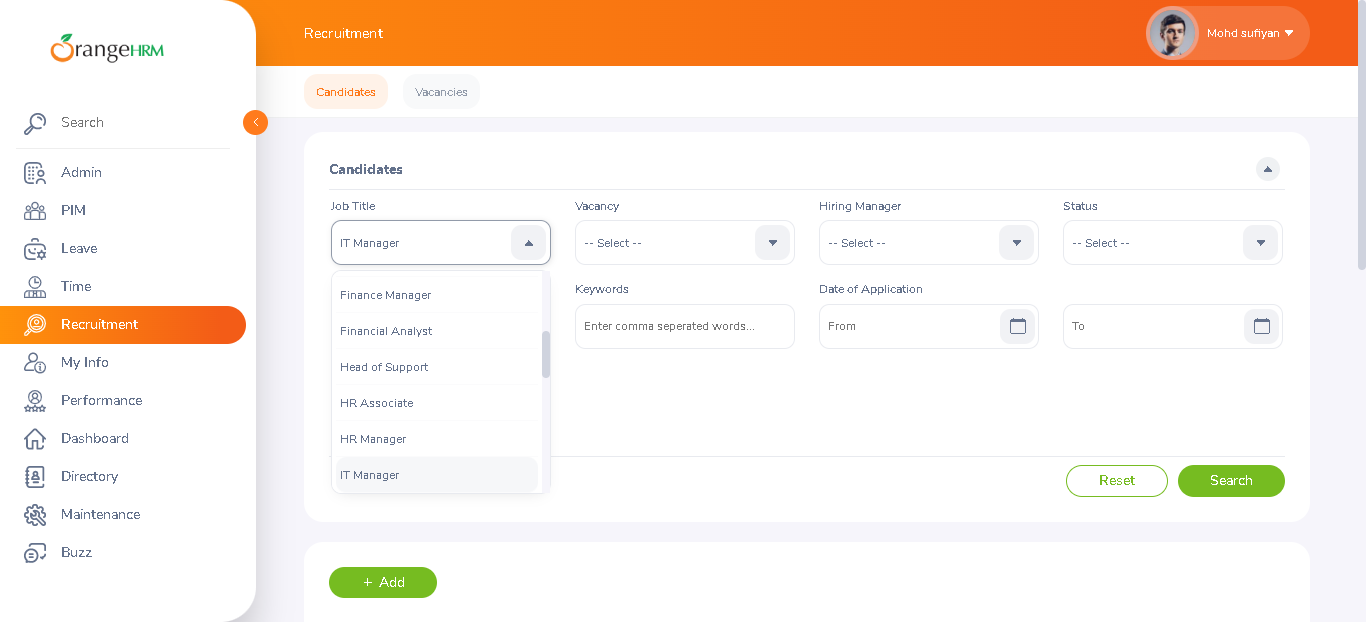 OrangeHRM
Recruitment
Mohd sufiyan
Candidates
Vacancies
Search
Admin
PIM
Leave
Time
Recruitment
My Info
Performance
Dashboard
Directory
Maintenance
Buzz
Candidates
Job Title
Vacancy
Hiring Manager
Status
IT Manager
-- Select --
-- Select --
-- Select --
Finance Manager
Financial Analyst
Head of Support
HR Associate
HR Manager
IT Manager
Keywords
Date of Application
Enter comma seperated words...
From
To
Reset
Search
+ Add